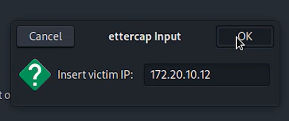 Cancel ettercap Input OK
Insert victim IP: 172.20.10.12